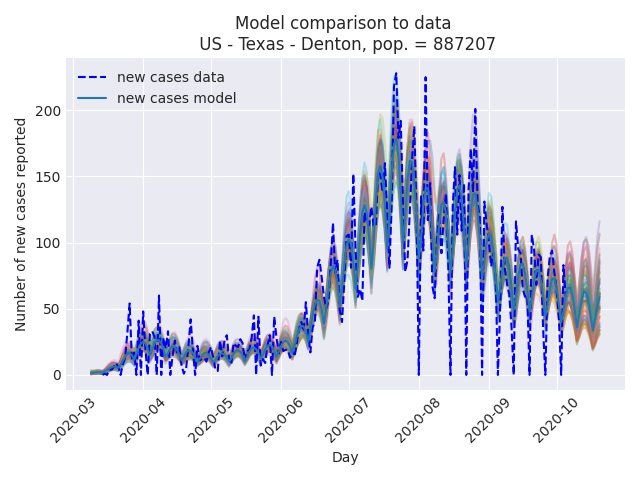 Model comparison to data
US - Texas - Denton, pop. = 887207
new cases data
new cases model
Number of new cases reported
200
150
100
50
0
2020-03
2020-04
2020-05
2020-06
2020-07
2020-08
2020-09
2020-10
Day